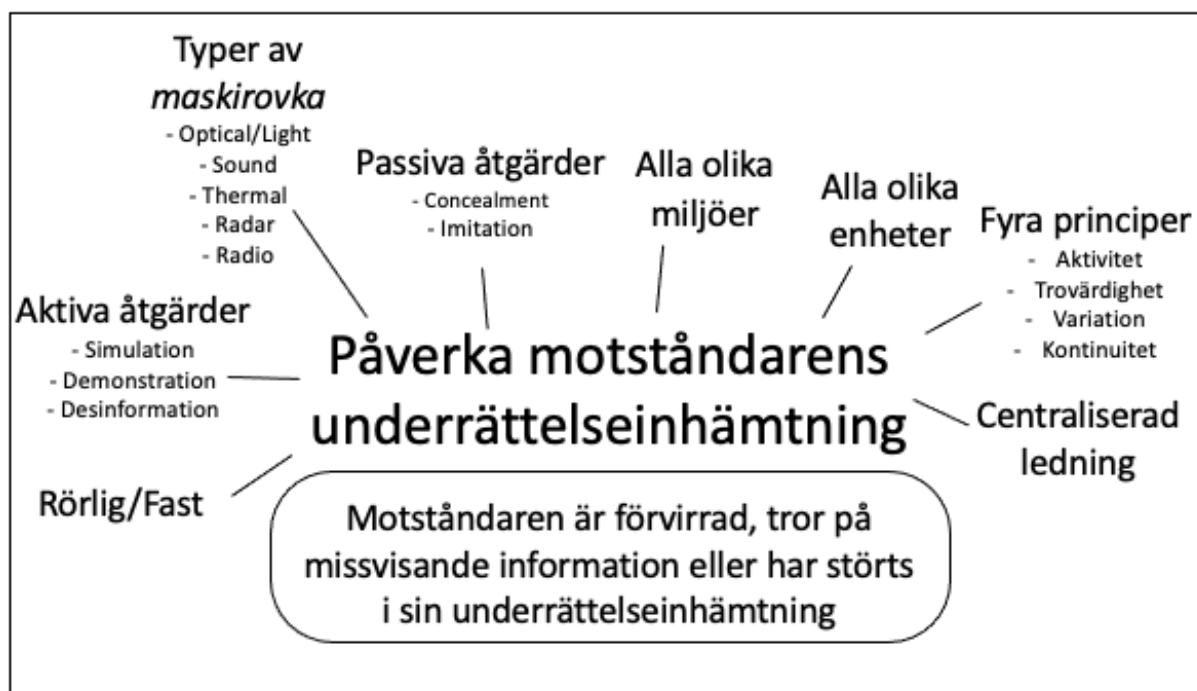 Typer av
maskirovka
- Optical/Light
- Sound
- Thermal
- Radar
- Radio
Passiva åtgärder
- Concealment
- Imitation
Alla olika
miljöer
Alla olika
enheter
Fyra principer
- Aktivitet
- Trovärdighet
- Variation
- Kontinuitet
Aktiva åtgärder
- Simulation
- Demonstration
- Desinformation
Påverka motståndarens
underrättelseinhämtning
Centraliserad
ledning
Rörlig/Fast
Motståndaren är förvirrad, tror på
missvisande information eller har störts
i sin underrättelseinhämtning